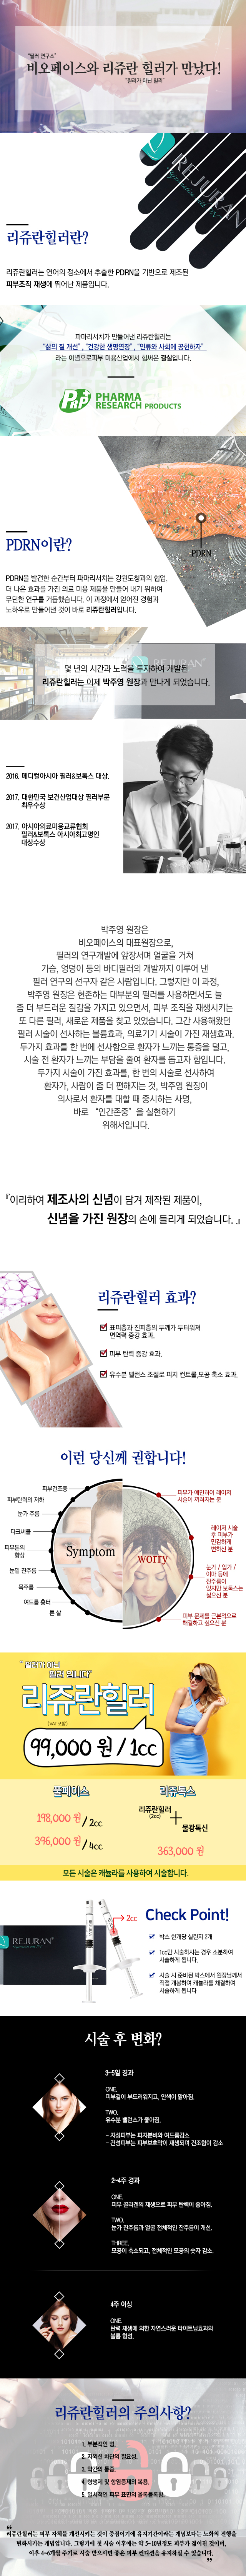 "필러 연구소"
비오페이스와 리쥬란 힐러가 만났다!
"필러가 아닌 힐러"
REJURAN
리쥬란힐러란?
리쥬란힐러는 연어의 정소에서 추출한 PDRN을 기반으로 제조된
피부조직 재생에 뛰어난 제품입니다.
파마리서치가 만들어낸 리쥬란힐러는
"삶의 질 개선" , "건강한 생명연장" , "인류와 사회에 공헌하자"
라는 이념으로피부 미용산업에서 힘써온 결실입니다.
PRP PHARMA
RESEARCH PRODUCTS
PDRN
PDRN이란?
PDRN을 발견한 순간부터 파마리서치는 강원도청과의 협업,
더 나은 효과를 가진 의료 미용 제품을 만들어 내기 위하여
무던한 연구를 거듭했습니다. 이 과정에서 얻어진 경험과
노하우로 만들어낸 것이 바로 리쥬란힐러입니다.
REJURAN
몇 년의 시간과 노력을 투자하여 개발된
리쥬란힐러는 이제 박주영 원장과 만나게 되었습니다.
2016. 메디컬아시아 필러&보톡스 대상.
2017. 대한민국 보건산업대상 필러부문
최우수상
2017. 아시아의료미용교류협회
필러&보톡스 아시아최고명인
대상수상
박주영 원장은
비오페이스의 대표원장으로,
필러의 연구개발에 앞장서며 얼굴을 거쳐
가슴, 엉덩이 등의 바디필러의 개발까지 이루어 낸
필러 연구의 선구자 같은 사람입니다. 그렇지만 이 과정,
박주영 원장은 현존하는 대부분의 필러를 사용하면서도 늘
좀 더 부드러운 질감을 가지고 있으면서, 피부 조직을 재생시키는
또 다른 필러, 새로운 제품을 찾고 있었습니다. 그간 사용해왔던
필러 시술이 선사하는 볼륨효과, 의료기기 시술이 가진 재생효과.
두가지 효과를 한 번에 선사함으로 환자가 느끼는 통증을 덜고,
시술 전 환자가 느끼는 부담을 줄여 환자를 돕고자 함입니다.
두가지 시술이 가진 효과를, 한 번의 시술로 선사하여
환자가, 사람이 좀 더 편해지는 것, 박주영 원장이
의사로서 환자를 대할 때 중시하는 사명,
바로 “인간존중” 을 실현하기
위해서입니다.
『이리하여 제조사의 신념이 담겨 제작된 제품이,
신념을 가진 원장의 손에 들리게 되었습니다. 』
리쥬란힐러 효과?
표피층과 진피층의 두께가 두터워져
면역력 증강 효과.
피부 탄력 증강 효과.
유수분 밸런스 조절로 피지 컨트롤,모공 축소 효과.
이런 당신께 권합니다!
피부건조증
피부탄력의 저하
눈가 주름
다크써클
피부톤의
향상
눈밑 잔주름
목주름
여드름 흉터
튼 살
Symptom
worry
피부가 예민하여 레이저
시술이 꺼려지는 분
레이저 시술
후 피부가
민감하게
변하신 분
눈가 / 입가 /
이마 등에
잔주름이
있지만 보톡스는
싫으신 분
피부 문제를 근본적으로
해결하고 싶으신 분
"필러가 아닌
힐러 입니다"
리쥬란힐러
(VAT 포함)
99,000 원 / 1cc
풀페이스
198,000 원 / 2cc
396,000 원 / 4cc
리쥬톡스
리쥬란힐러
(2cc)
+
물광톡신
363,000 원
모든 시술은 캐뉼라를 사용하여 시술합니다.
2cc
REJURAN
Check Point!
박스 한개당 실린지 2개
1cc만 시술하시는 경우 소분하여
시술하게 됩니다.
시술 시 준비된 박스에서 원장님께서
직접 개봉하여 캐뉼라를 체결하여
시술하게 됩니다
시술 후 변화?
3~5일 경과
ONE.
피부결이 부드러워지고, 안색이 맑아짐.
TWO.
유수분 밸런스가 좋아짐.
- 지성피부는 피지분비와 여드름감소
- 건성피부는 피부보호막이 재생되며 건조함이 감소
2~4주 경과
ONE.
피부 콜라겐의 재생으로 피부 탄력이 좋아짐.
TWO.
눈가 잔주름과 얼굴 전체적인 잔주름이 개선.
THREE.
모공이 축소되고, 전체적인 모공의 숫자 감소.
4주 이상
ONE.
탄력 재생에 의한 자연스러운 타이트닝효과와
볼륨 형성.
리쥬란힐러의 주의사항?
1. 부분적인 멍.
2. 자외선 차단의 필요성.
3. 약간의 통증.
4. 항생제 및 항염증제의 복용.
5. 일시적인 피부 표면의 올록볼록함.
“
리쥬란힐러는 피부 자체를 개선시키는 것이 중점이기에 유지기간이라는 개념보다는 노화의 진행을
변화시키는 개념입니다. 그렇기에 첫 시술 이후에는 약 5~10년정도 피부가 젊어진 것이며,
이후 4~6개월 주기로 시술 받으시면 좋은 피부 컨디션을 유지하실 수 있습니다.
”